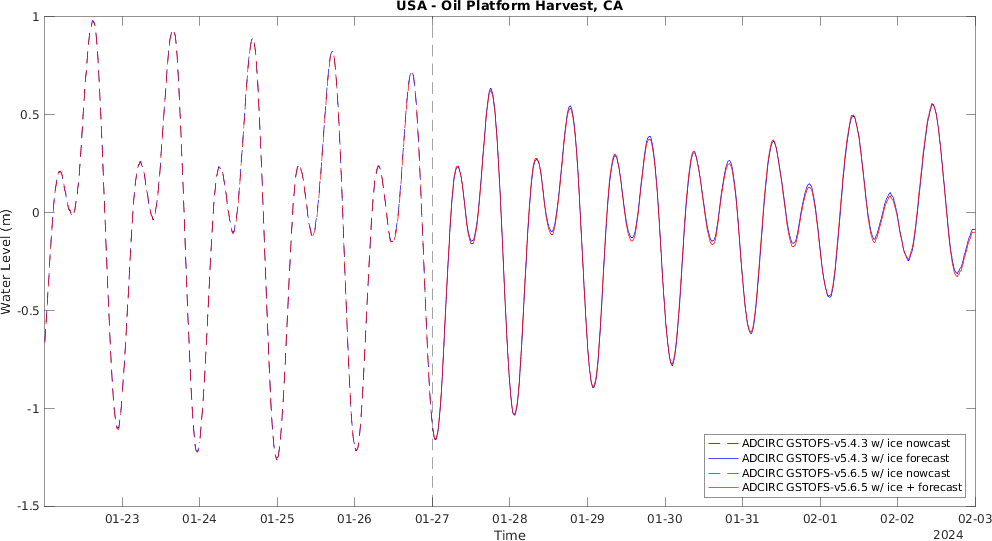 USA - Oil Platform Harvest, CA
1
0.5
0
-0.5
-1
-1.5
Water Level (m)
01-23 01-24 01-25 01-26 01-27 01-28 01-29 01-30 01-31 02-01 02-02 02-03
Time
2024
ADCIRC GSTOFS-v5.4.3 w/ ice nowcast
ADCIRC GSTOFS-v5.4.3 w/ ice forecast
ADCIRC GSTOFS-v5.6.5 w/ ice nowcast
ADCIRC GSTOFS-v5.6.5 w/ ice + forecast